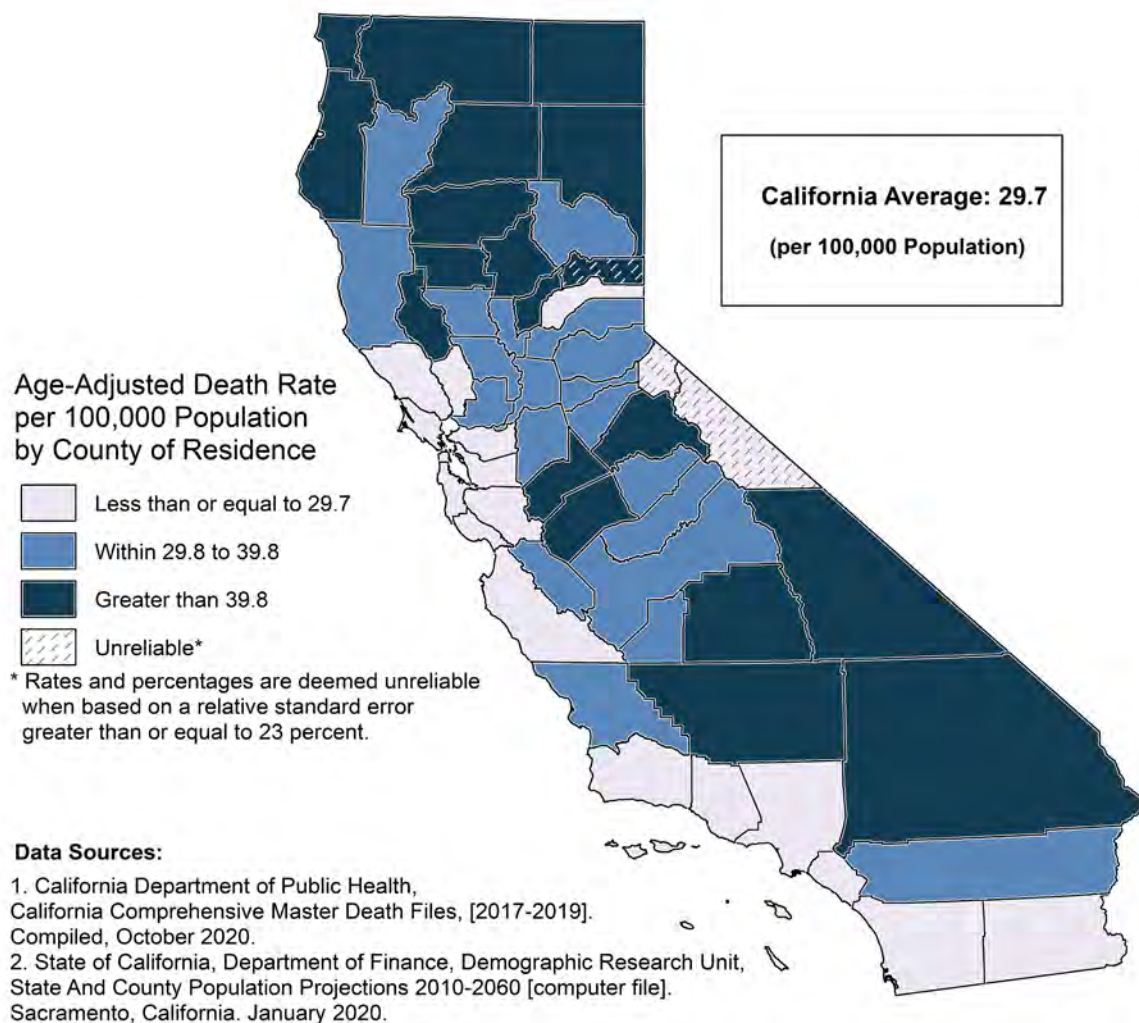 California Average: 29.7
(per 100,000 Population)
Age-Adjusted Death Rate
per 100,000 Population
by County of Residence
Less than or equal to 29.7
Within 29.8 to 39.8
Greater than 39.8
Unreliable*
* Rates and percentages are deemed unreliable
when based on a relative standard error
greater than or equal to 23 percent.
Data Sources:
1. California Department of Public Health,
California Comprehensive Master Death Files, [2017-2019].
Compiled, October 2020.
2. State of California, Department of Finance, Demographic Research Unit,
State And County Population Projections 2010-2060 [computer file].
Sacramento, California. January 2020.